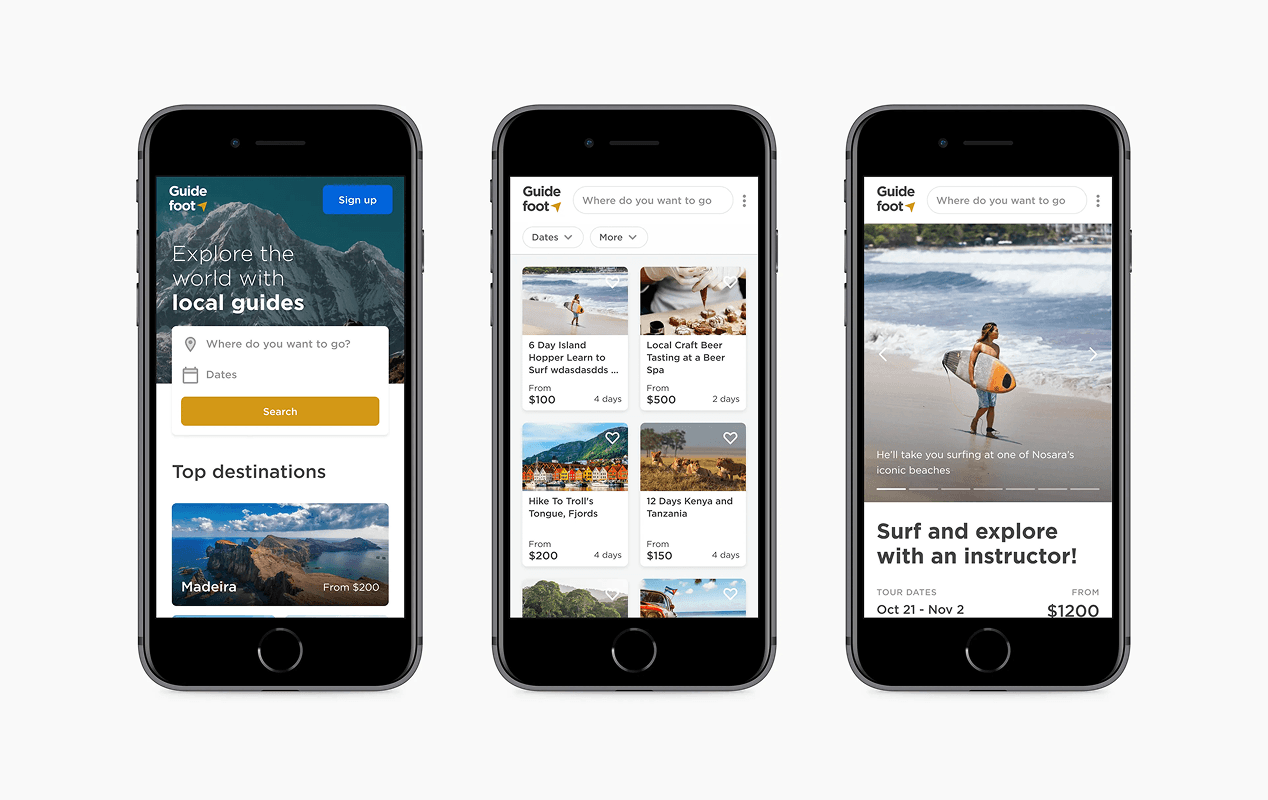 Guide
foot
Sign up
Explore the
world with
local guides
Where do you want to go?
Dates
Search
Top destinations
Madeira
From $200
Guide
foot
Where do you want to go
Dates
More
6 Day Island
Hopper Learn to
Surf wdasdasdds ...
From
$100
4 days
Local Craft Beer
Tasting at a Beer
Spa
From
$500
2 days
Hike To Troll's
Tongue, Fjords
From
$200
4 days
12 Days Kenya and
Tanzania
From
$150
4 days
Guide
foot
Where do you want to go
He'll take you surfing at one of Nosara's
iconic beaches
Surf and explore
with an instructor!
TOUR DATES
FROM
Oct 21 - Nov 2
$1200